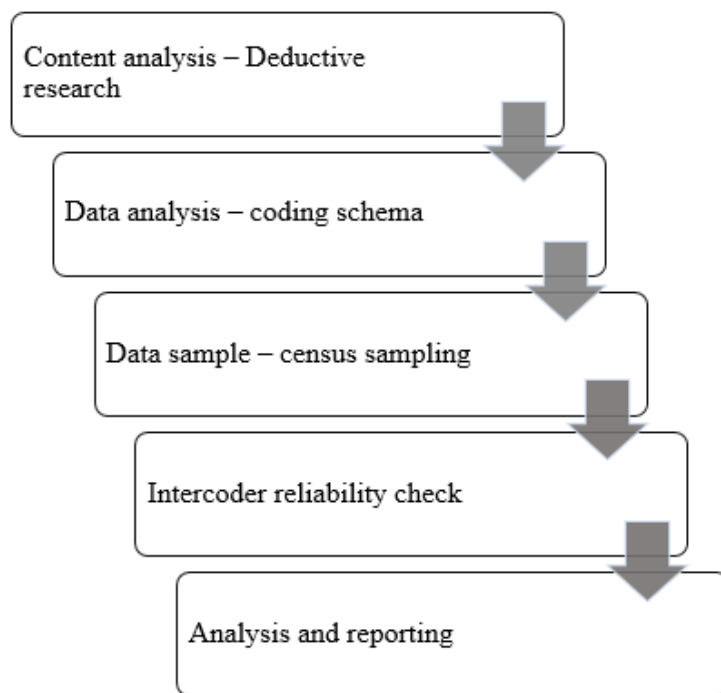 Content analysis – Deductive
research
Data analysis – coding schema
Data sample – census sampling
Intercoder reliability check
Analysis and reporting